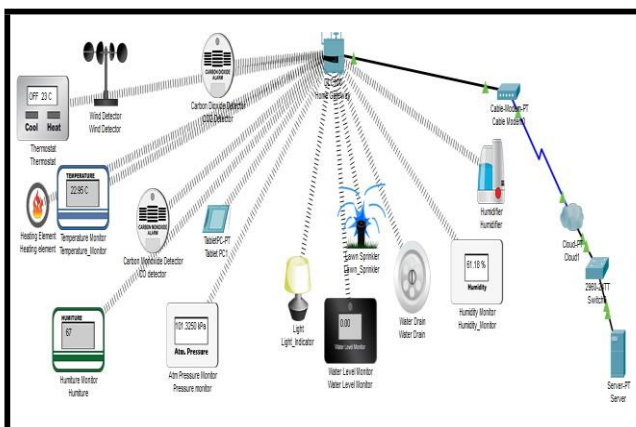 CARBON DIOXIDE
ALARM
OFF 23 C
Cool Heat
Wind Detector
Wind Detector
Carbon Dioxide Detector
CO2 Detector
Home Gateway
Cable-Modem-PT
Cable Modem0
Thermostat
Thermostat
TEMPERATURE
22.95 C
Heating Element
Heating element
Temperature Monitor
Temperature_Monitor
CARBON MONOXIDE
ALARM
Carbon Monoxide Detector
CO detector
TabletPC-PT
Tablet PC1
Lawn Sprinkler
Lawn_Sprinkler
Humidifier
Humidifier
Cloud-PT
Cloud1
Switch
HUMITURE
67
Humiture Monitor
Humiture
101.3250 kPa
Atm. Pressure
Atm Pressure Monitor
Pressure monitor
Light
Light_Indicator
0.00
Water Level Monitor
Water Level Monitor
Water Level Monitor
Water Drain
Water Drain
61.18 %
Humidity
Humidity Monitor
Humidity_Monitor
Server-PT
Server